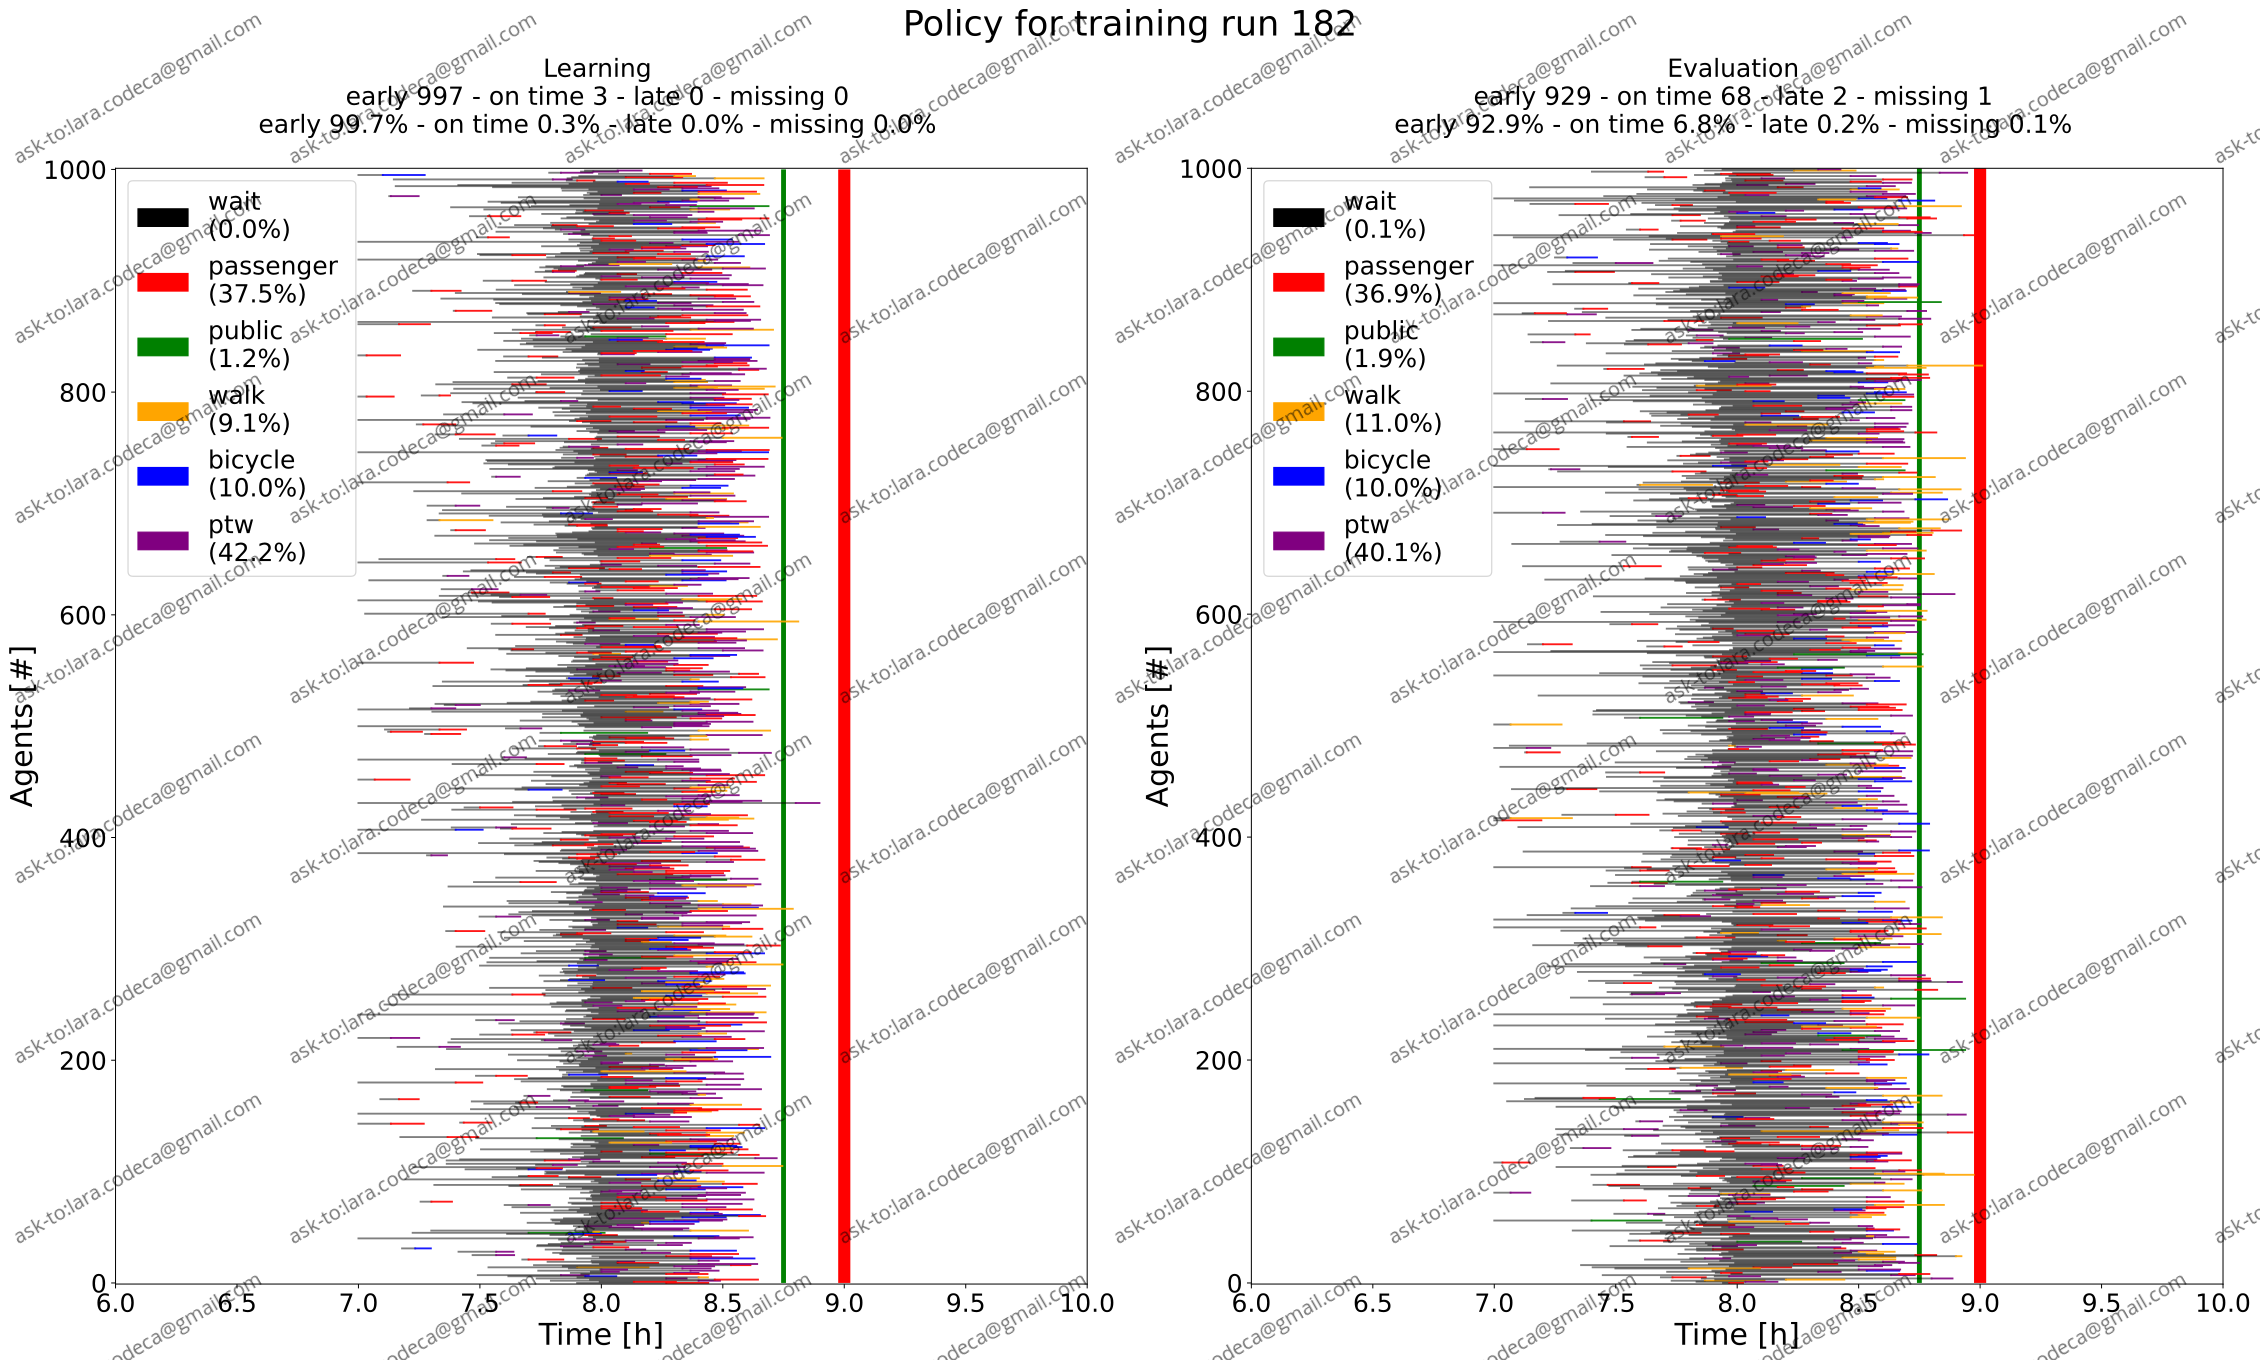 Policy for training run 182
Learning
early 997 - on time 3 - late 0 - missing 0
early 99.7% - on time 0.3% - late 0.0% - missing 0.0%
1000
800
600
400
200
0
Agents [#]
wait
(0.0%)
passenger
(37.5%)
public
(1.2%)
walk
(9.1%)
bicycle
(10.0%)
ptw
(42.2%)
6.0 6.5 7.0 7.5 8.0 8.5 9.0 9.5 10.0
Time [h]
Evaluation
early 929 - on time 68 - late 2 - missing 1
early 92.9% - on time 6.8% - late 0.2% - missing 0.1%
1000
800
600
400
200
0
Agents [#]
wait
(0.1%)
passenger
(36.9%)
public
(1.9%)
walk
(11.0%)
bicycle
(10.0%)
ptw
(40.1%)
6.0 6.5 7.0 7.5 8.0 8.5 9.0 9.5 10.0
Time [h]
ask-to:lara.codeca@gmail.com